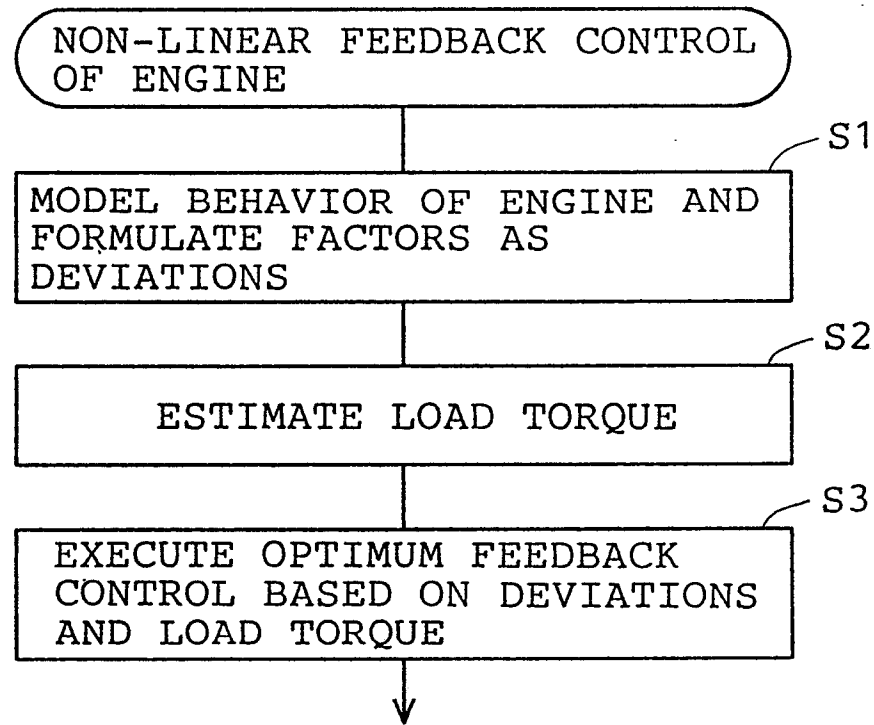 NON-LINEAR FEEDBACK CONTROL
OF ENGINE
S1
MODEL BEHAVIOR OF ENGINE AND
FORMULATE FACTORS AS
DEVIATIONS
S2
ESTIMATE LOAD TORQUE
S3
EXECUTE OPTIMUM FEEDBACK
CONTROL BASED ON DEVIATIONS
AND LOAD TORQUE